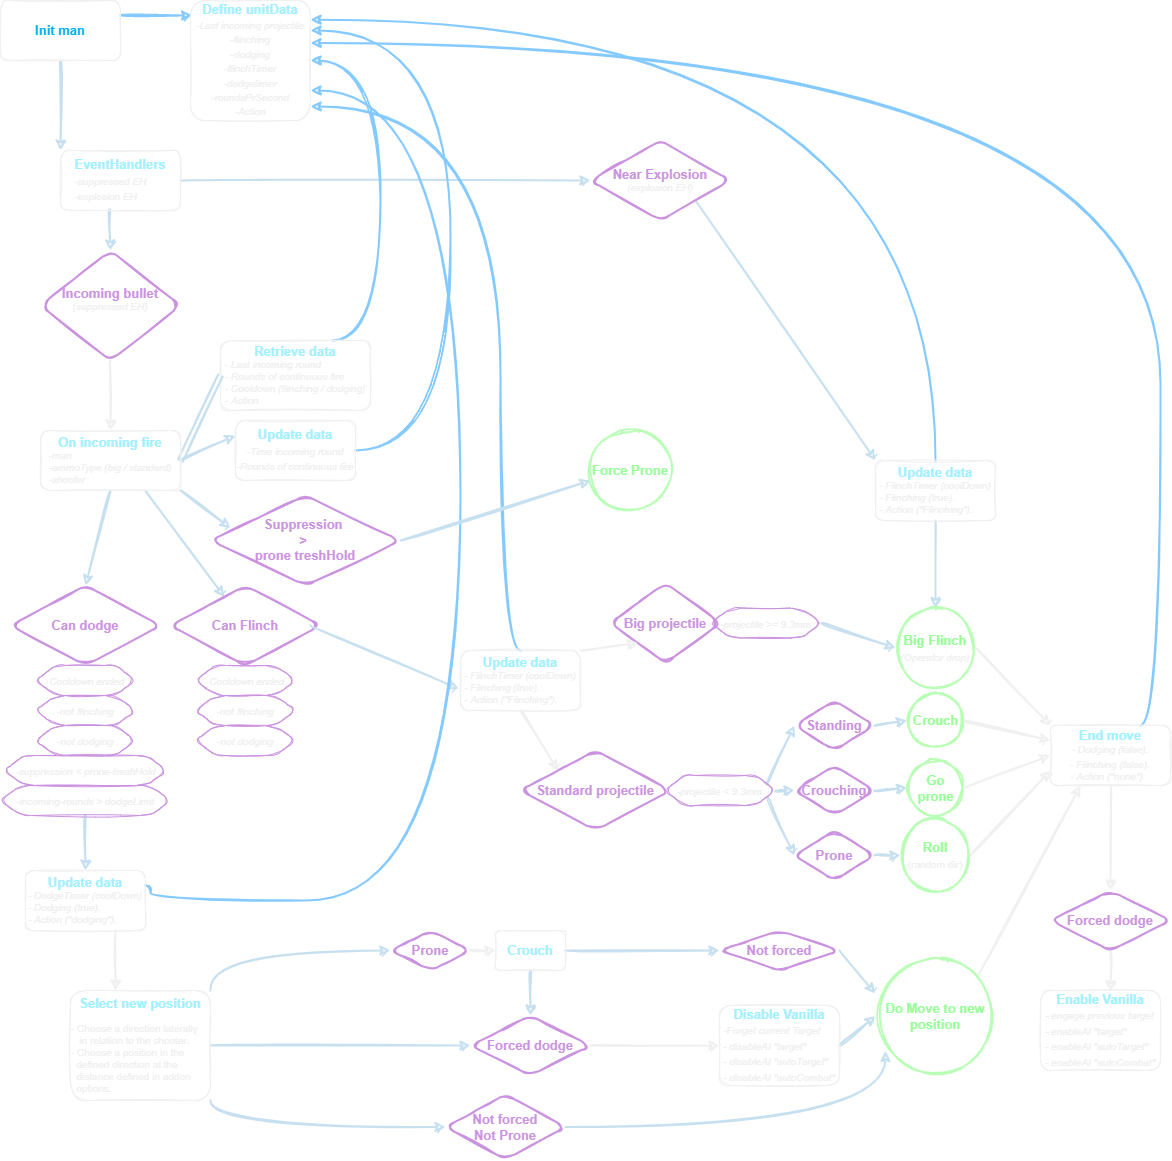 Init man
Define unitData
-Last incoming projectile
-flinching
-dodging
-flinchTimer
-dodgetimer
-roundsPrSecond
-Action
EventHandlers
-suppressed EH
-explosion EH
Near Explosion
(explosion EH)
Incoming bullet
(suppressed EH)
Retrieve data
- Last incoming round
- Rounds of continuous fire
- Cooldown (flinching / dodging)
- Action
On incoming fire
-man
-ammoType (big / standard)
-shooter
Update data
-Time incoming round
-Rounds of continuous fire
Force Prone
Update data
- FlinchTimer (coolDown)
- Flinching (true).
- Action ("Flinching").
Suppression
>
prone treshHold
Can dodge
-Cooldown ended
-not flinching
-not dodging
-suppression < prone-treshHold
-incoming-rounds > dodgeLimit
Can Flinch
-Cooldown ended
-not flinching
-not dodging
Update data
- FlinchTimer (coolDown)
- Flinching (true).
- Action ("Flinching").
Big projectile
-projectile >= 9.3mm
Big Flinch
(Operator drop)
Standing
Crouch
Standard projectile
-projectile < 9.3mm
Crouching
Go
prone
Prone
Roll
(random dir)
End move
- Dodging (false).
- Flinching (false).
- Action ("none")
Update data
- DodgeTimer (coolDown)
- Dodging (true).
- Action ("dodging").
Prone
Crouch
Not forced
Forced dodge
Select new position
- Choose a direction laterally
in relation to the shooter.
- Choose a position in the
defined direction at the
distance defined in addon
options.
Forced dodge
Disable Vanilla
-Forget current Target
- disableAI "target"
- disableAI "autoTarget"
- disableAI "autoCombat"
Do Move to new
position
Enable Vanilla
- engage previous target
- enableAI "target"
- enableAI "autoTarget"
- enableAI "autoCombat"
Not forced
Not Prone